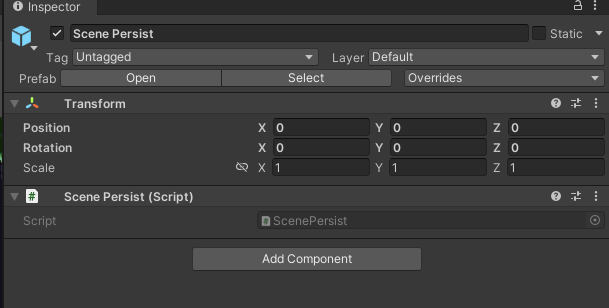 Inspector
Scene Persist Static
Tag Untagged Layer Default
Prefab Open Select Overrides
Transform
Position X 0 Y 0 Z 0
Rotation X 0 Y 0 Z 0
Scale X 1 Y 1 Z 1
# Scene Persist (Script)
Script ScenePersist
Add Component